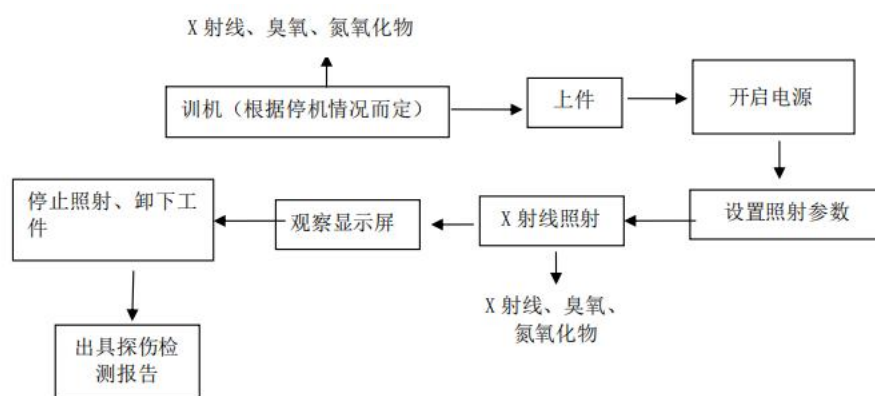 X 射线、臭氧、氮氧化物
训机（根据停机情况而定）
上件
开启电源
设置照射参数
X 射线照射
观察显示屏
停止照射、卸下工
件
X 射线、臭氧、
氮氧化物
出具探伤检
测报告